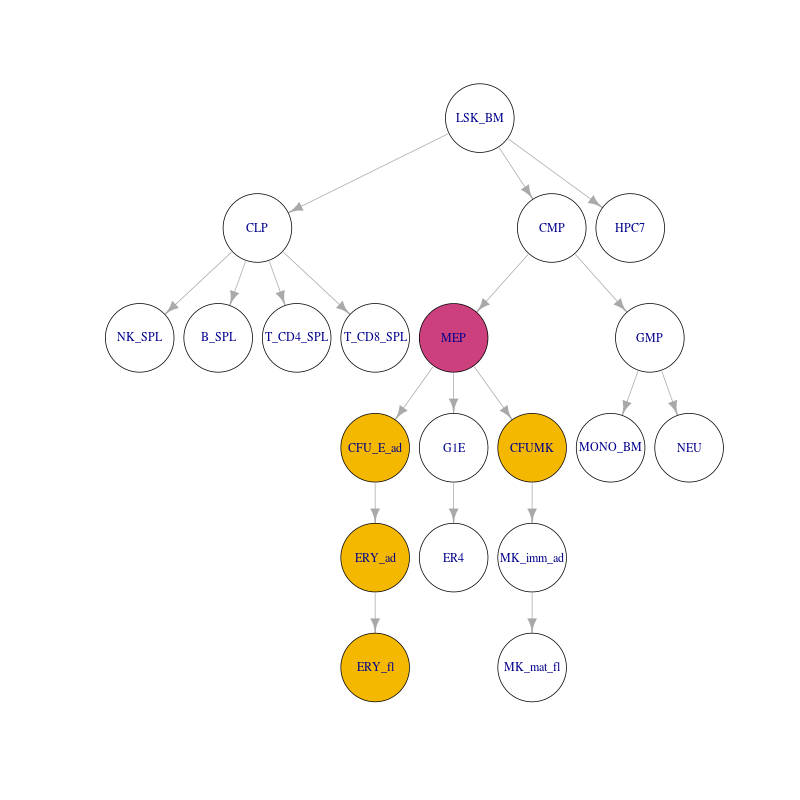 LSK_BM
CLP
CMP
HPC7
NK_SPL
B_SPL
T_CD4_SPL
T_CD8_SPL
MEP
GMP
CFU_E_ad
G1E
CFUMK
MONO_BM
NEU
ERY_ad
ER4
MK_imm_ad
ERY_fl
MK_mat_fl